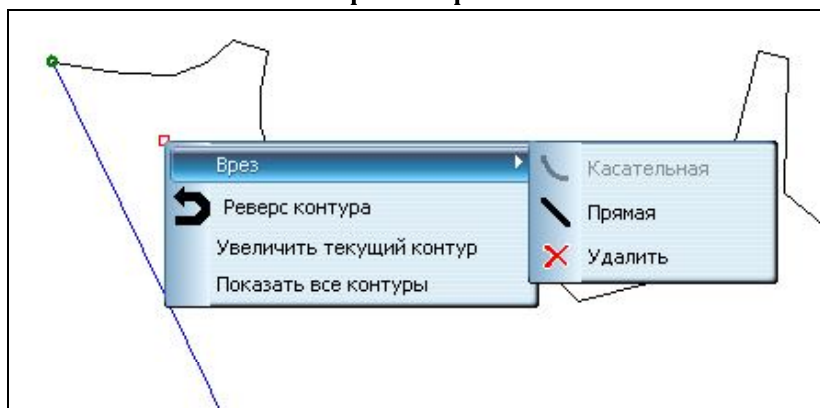 Врез
Касательная
Реверс контура
Прямая
Увеличить текущий контур
Удалить
Показать все контуры